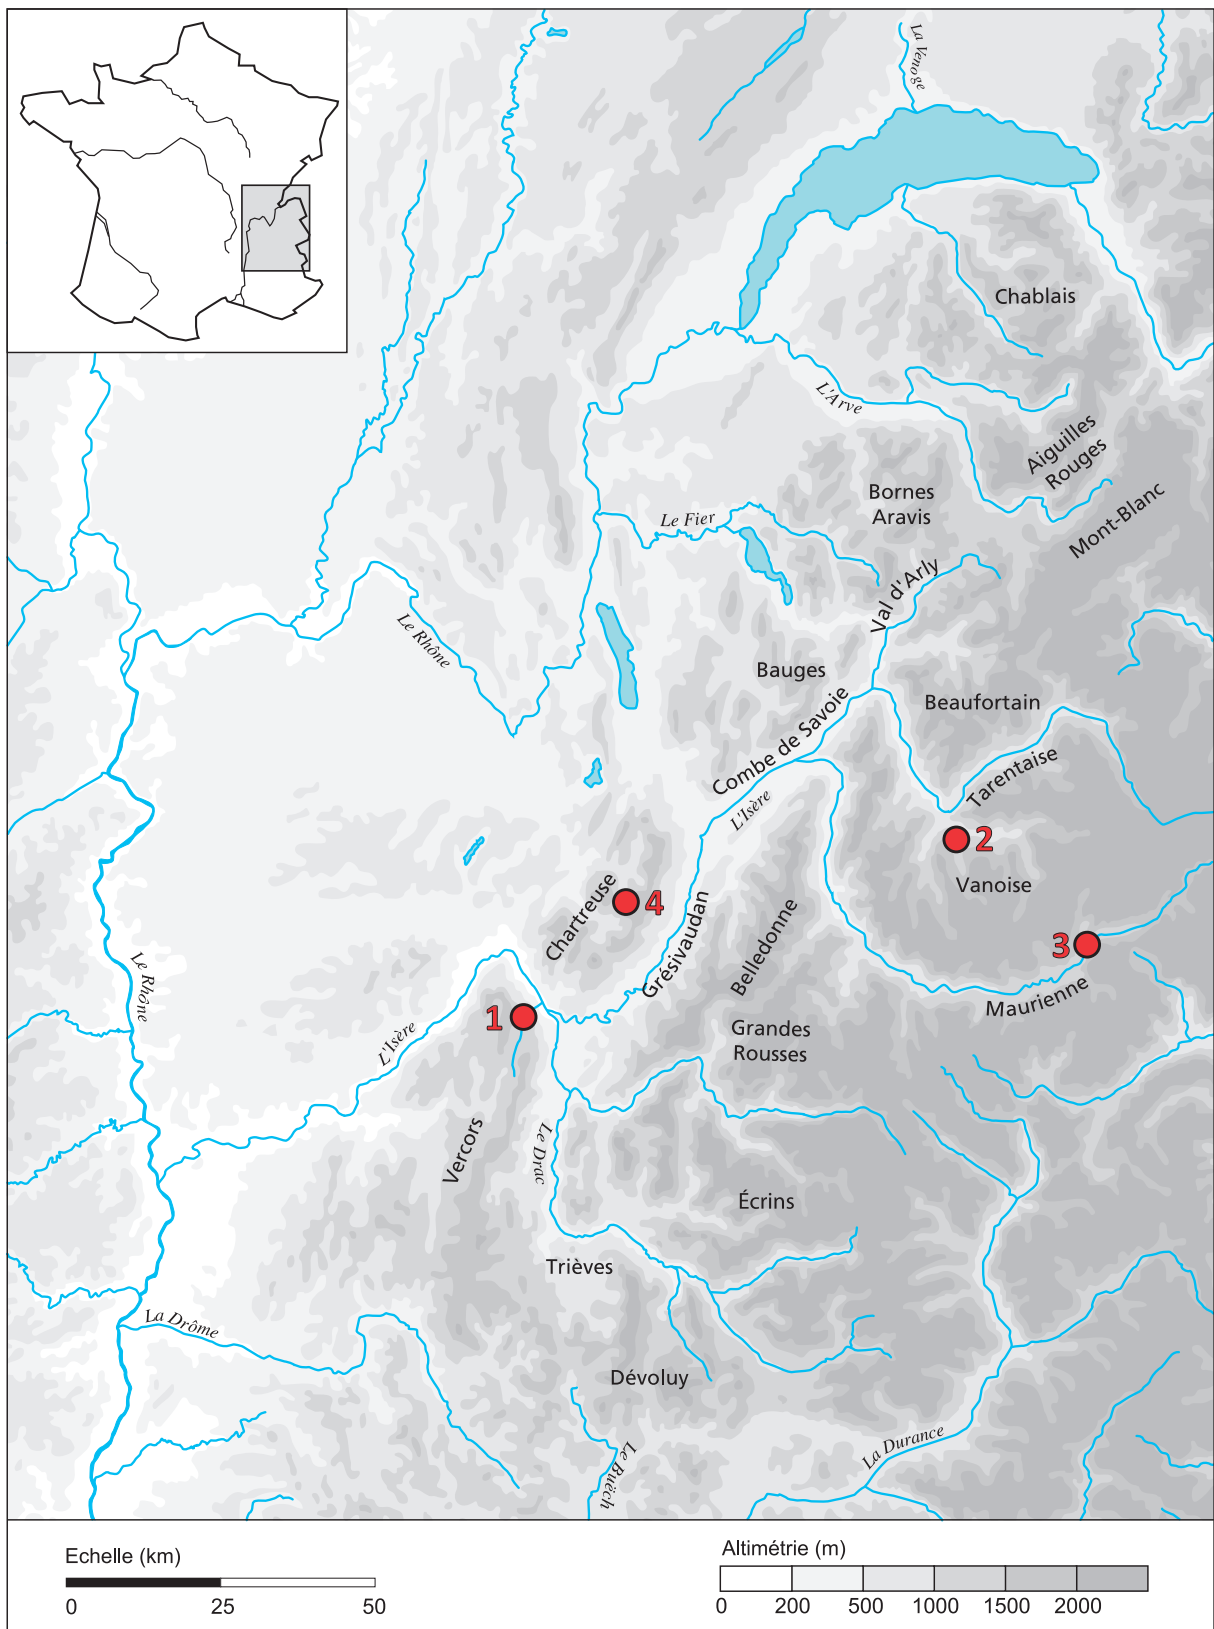 La Venoge
Chablais
L'Arve
Aiguilles
Rouges
Bornes
Aravis
Mont-Blanc
Le Fier
Val d'Arly
Le Rhône
Bauges
Beaufortain
Combe de Savoie
Tarentaise
L'Isère
2
Vanoise
Chartreuse
4
Grésivaudan
Belledonne
3
Maurienne
Le Rhône
1
L'Isère
Grandes
Rousses
Vercors
Le Drac
Écrins
Trièves
La Drôme
Dévoluy
Le Buëch
La Durance
Echelle (km)
0 25 50
Altimétrie (m)
0 200 500 1000 1500 2000